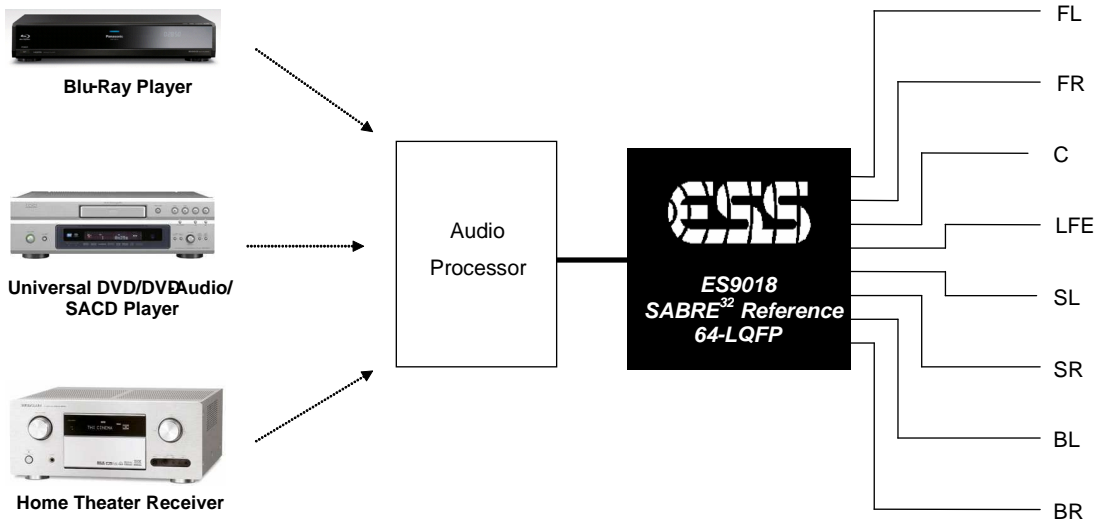 Blu-Ray Player
Universal DVD/DVD-Audio/
SACD Player
Home Theater Receiver
Audio
Processor
ESS
ES9018
SABRE32 Reference
64-LQFP
FL
FR
C
LFE
SL
SR
BL
BR